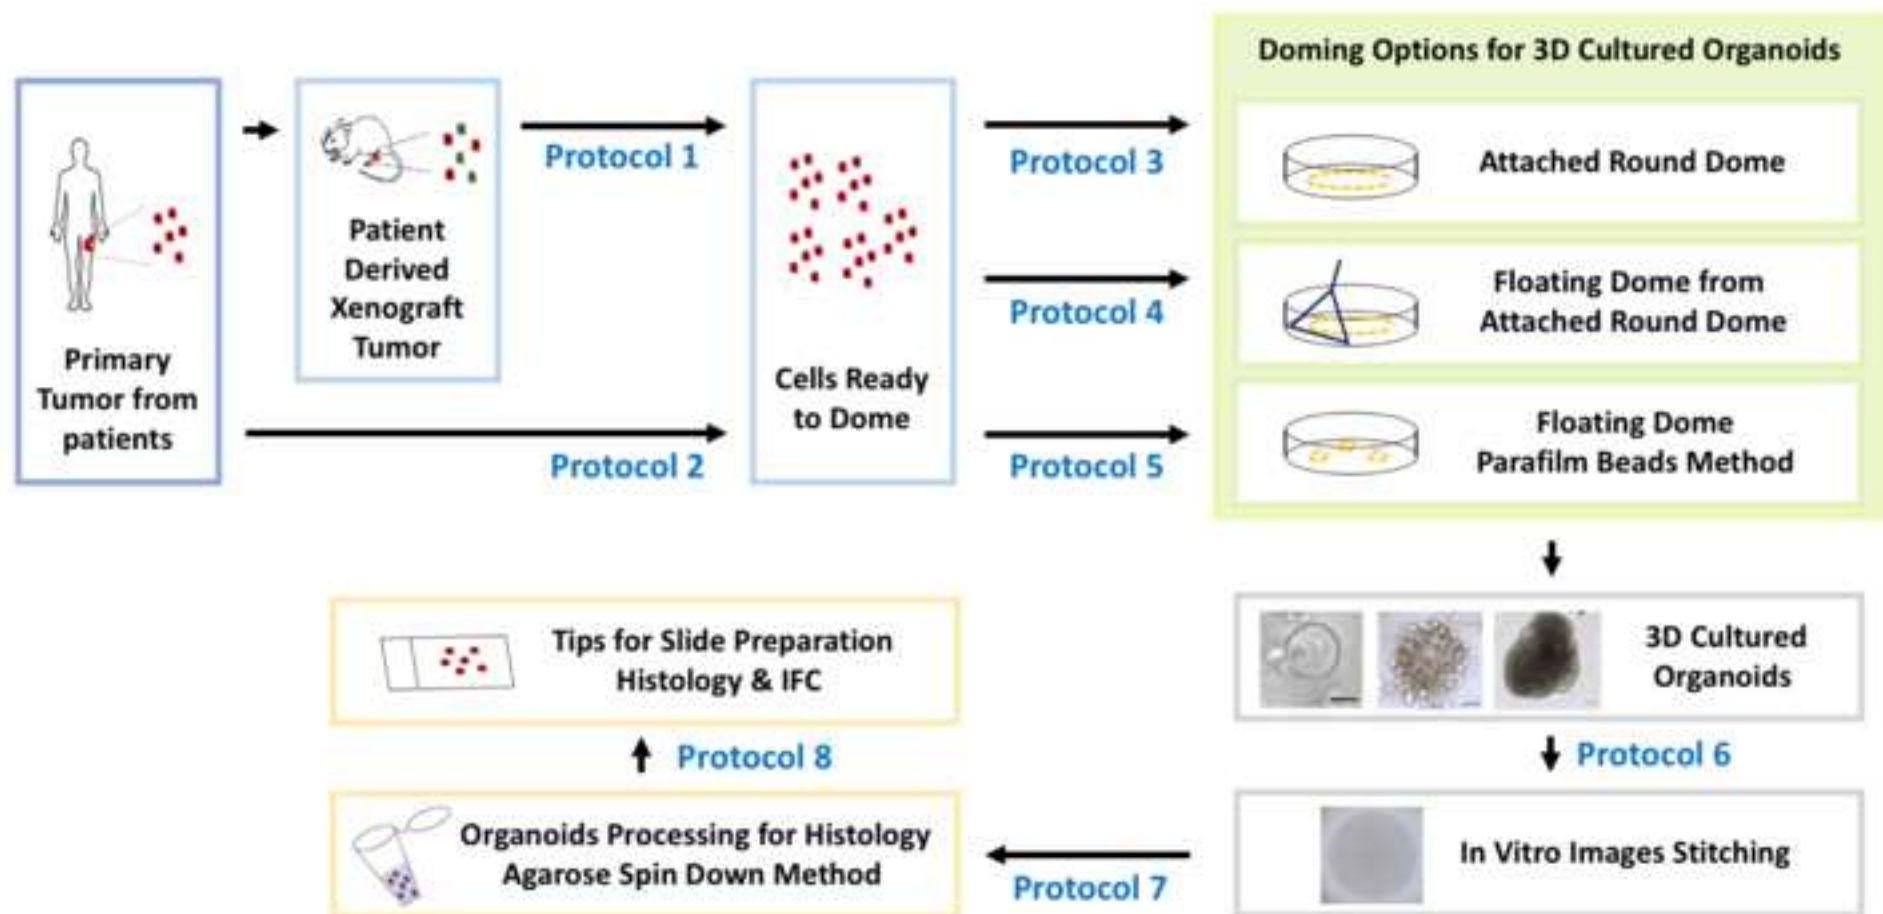 Doming Options for 3D Cultured Organoids
Primary
Tumor from
patients
Patient
Derived
Xenograft
Tumor
Protocol 1
Protocol 2
Cells Ready
to Dome
Protocol 3
Protocol 4
Protocol 5
Attached Round Dome
Floating Dome from
Attached Round Dome
Floating Dome
Parafilm Beads Method
3D Cultured
Organoids
Protocol 6
In Vitro Images Stitching
Protocol 7
Organoids Processing for Histology
Agarose Spin Down Method
Protocol 8
Tips for Slide Preparation
Histology & IFC